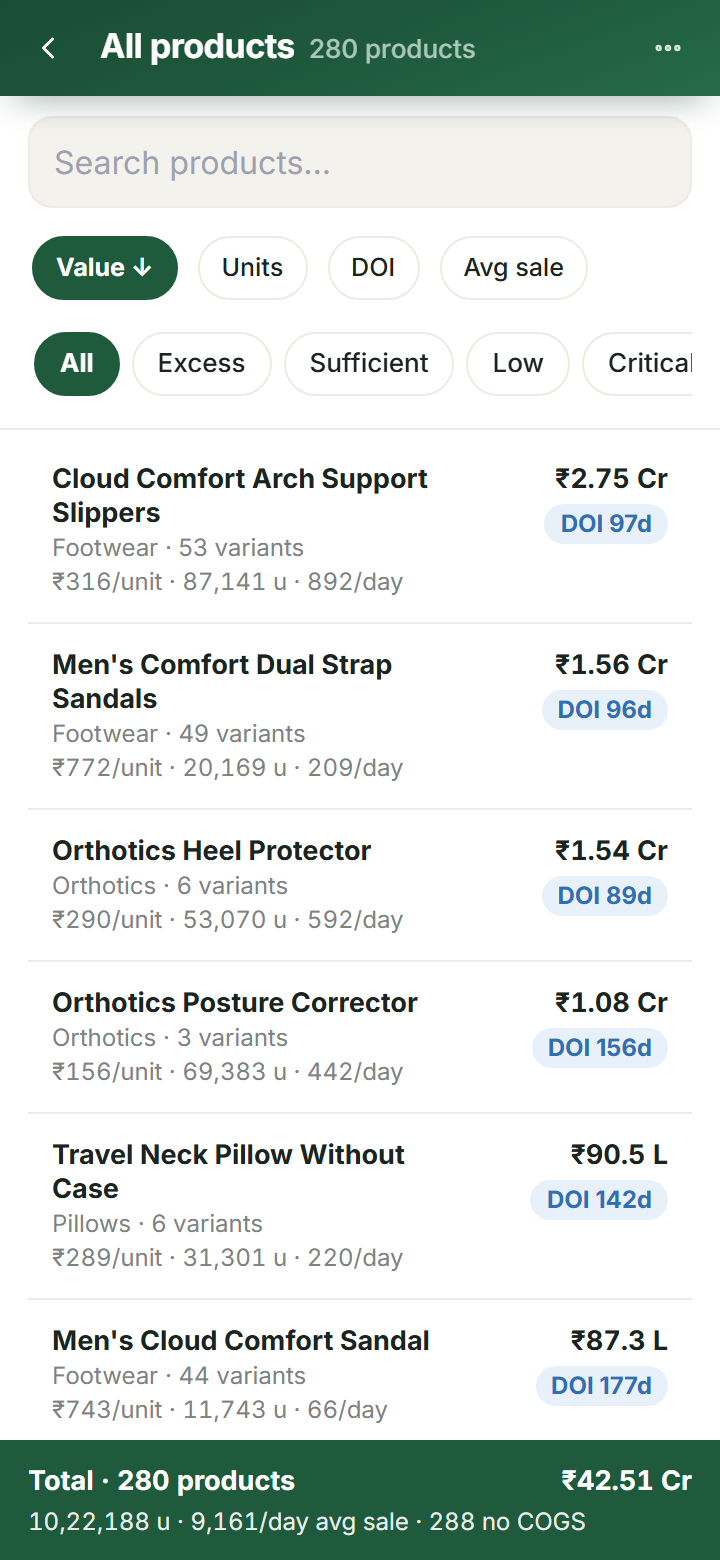 All products 280 products
Search products...
Value ↓ Units DOI Avg sale
All Excess Sufficient Low Critical
Cloud Comfort Arch Support ₹2.75 Cr
Slippers DOI 97d
Footwear · 53 variants
₹316/unit · 87,141 u · 892/day
Men's Comfort Dual Strap ₹1.56 Cr
Sandals DOI 96d
Footwear · 49 variants
₹772/unit · 20,169 u · 209/day
Orthotics Heel Protector ₹1.54 Cr
Orthotics · 6 variants DOI 89d
₹290/unit · 53,070 u · 592/day
Orthotics Posture Corrector ₹1.08 Cr
Orthotics · 3 variants DOI 156d
₹156/unit · 69,383 u · 442/day
Travel Neck Pillow Without ₹90.5 L
Case DOI 142d
Pillows · 6 variants
₹289/unit · 31,301 u · 220/day
Men's Cloud Comfort Sandal ₹87.3 L
Footwear · 44 variants DOI 177d
₹743/unit · 11,743 u · 66/day
Total · 280 products ₹42.51 Cr
10,22,188 u · 9,161/day avg sale · 288 no COGS